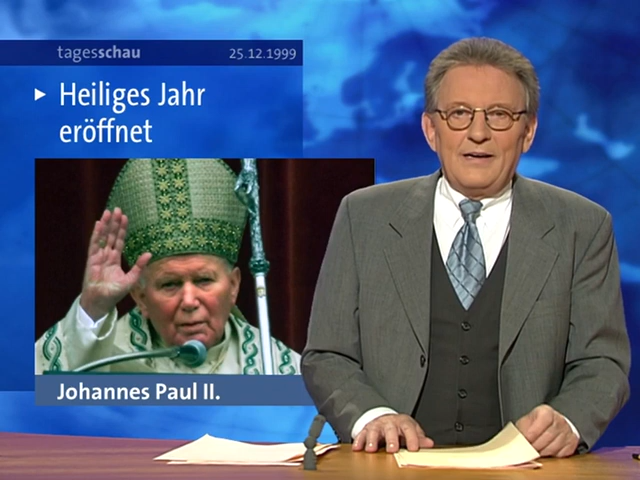 tagesschau 25.12.1999
Heiliges Jahr
eröffnet
Johannes Paul II.